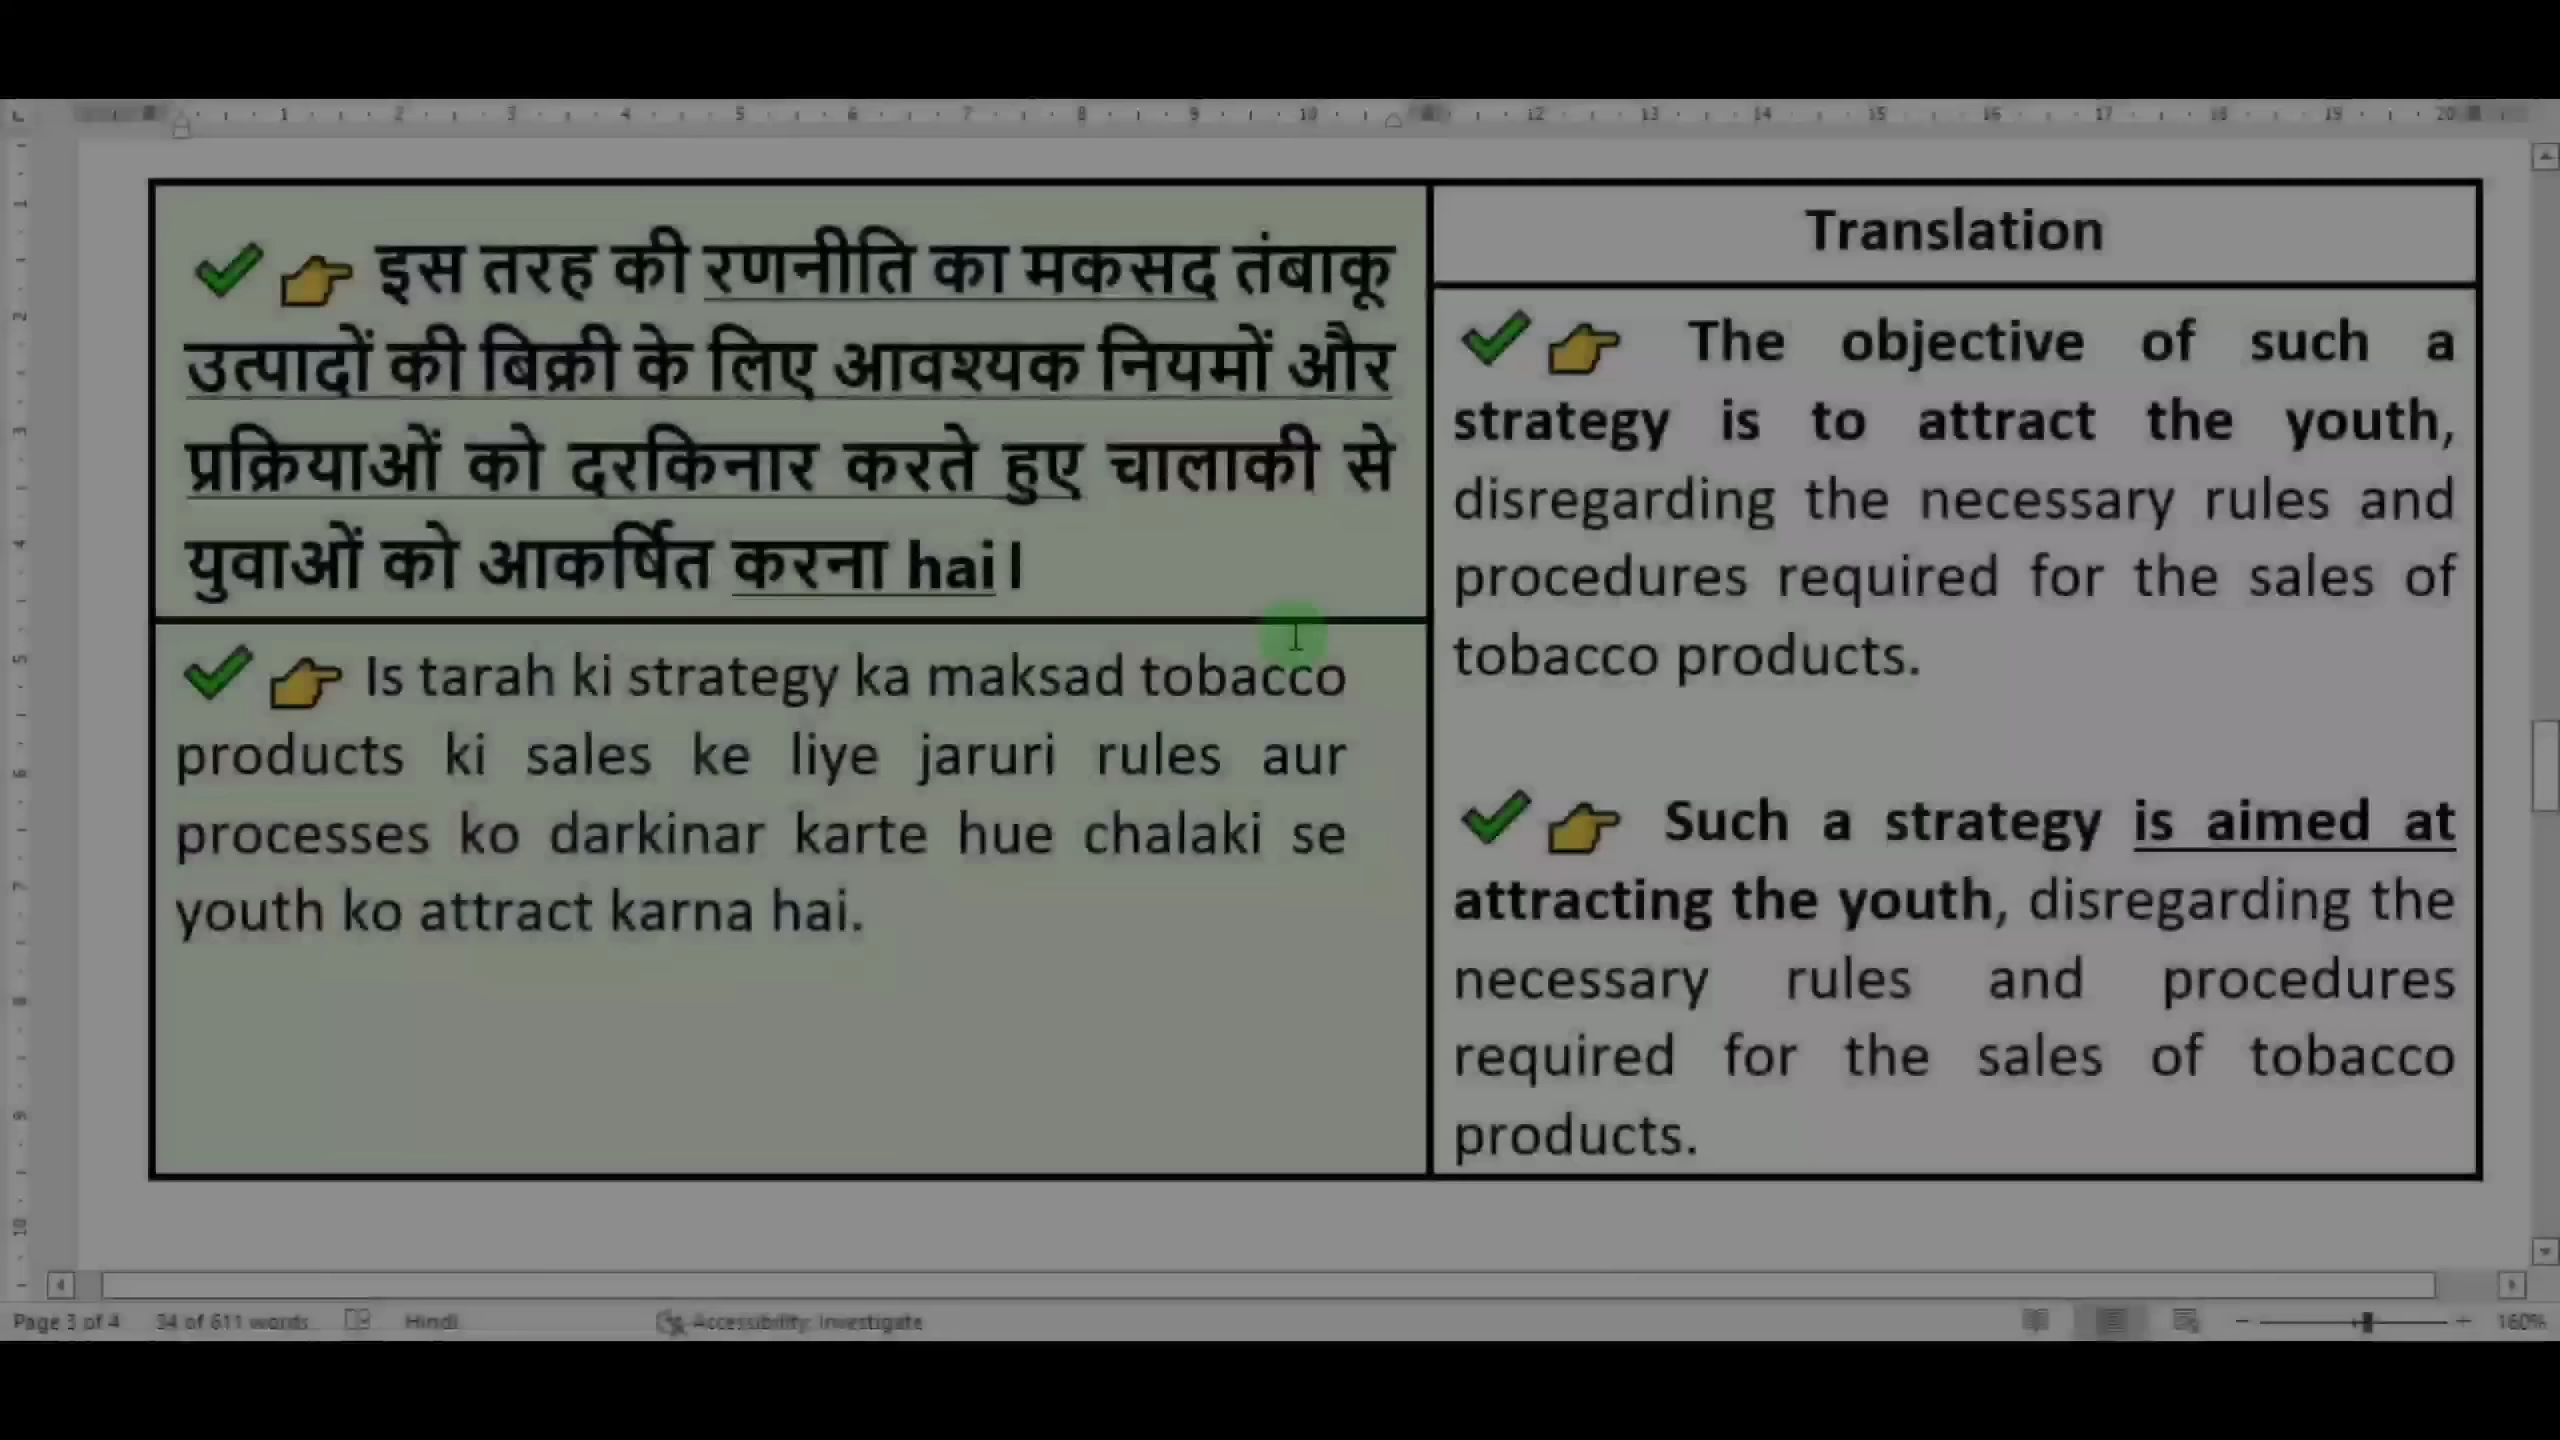 इस तरह की रणनीति का मकसद तंबाकू
उत्पादों की बिक्री के लिए आवश्यक नियमों और
प्रक्रियाओं को दरकिनार करते हुए चालाकी से
युवाओं को आकर्षित करना hai।
Is tarah ki strategy ka maksad tobacco
products ki sales ke liye jaruri rules aur
processes ko darkinar karte hue chalaki se
youth ko attract karna hai.
Translation
The objective of such a
strategy is to attract the youth,
disregarding the necessary rules and
procedures required for the sales of
tobacco products.
Such a strategy is aimed at
attracting the youth, disregarding the
necessary rules and procedures
required for the sales of tobacco
products.
Page 3 of 4 34 of 611 words Hindi Accessibility: Investigate 160%